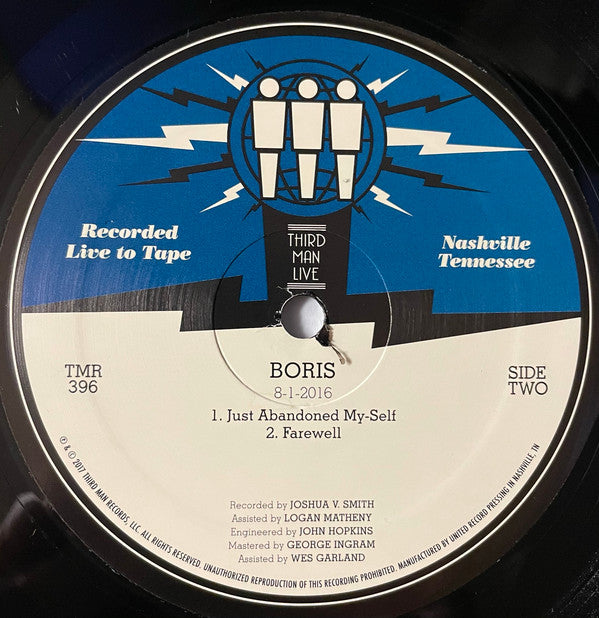 Recorded
Live to Tape
THIRD
MAN
LIVE
Nashville
Tennessee
TMR
396
BORIS
8-1-2016
SIDE
TWO
1. Just Abandoned My-Self
2. Farewell
Recorded by JOSHUA V. SMITH
Assisted by LOGAN MATHENY
Engineered by JOHN HOPKINS
Mastered by GEORGE INGRAM
Assisted by WES GARLAND
℗ & © 2017 THIRD MAN RECORDS, LLC. ALL RIGHTS RESERVED. UNAUTHORIZED REPRODUCTION OF THIS RECORDING PROHIBITED. MANUFACTURED BY UNITED RECORD PRESSING IN NASHVILLE, TN